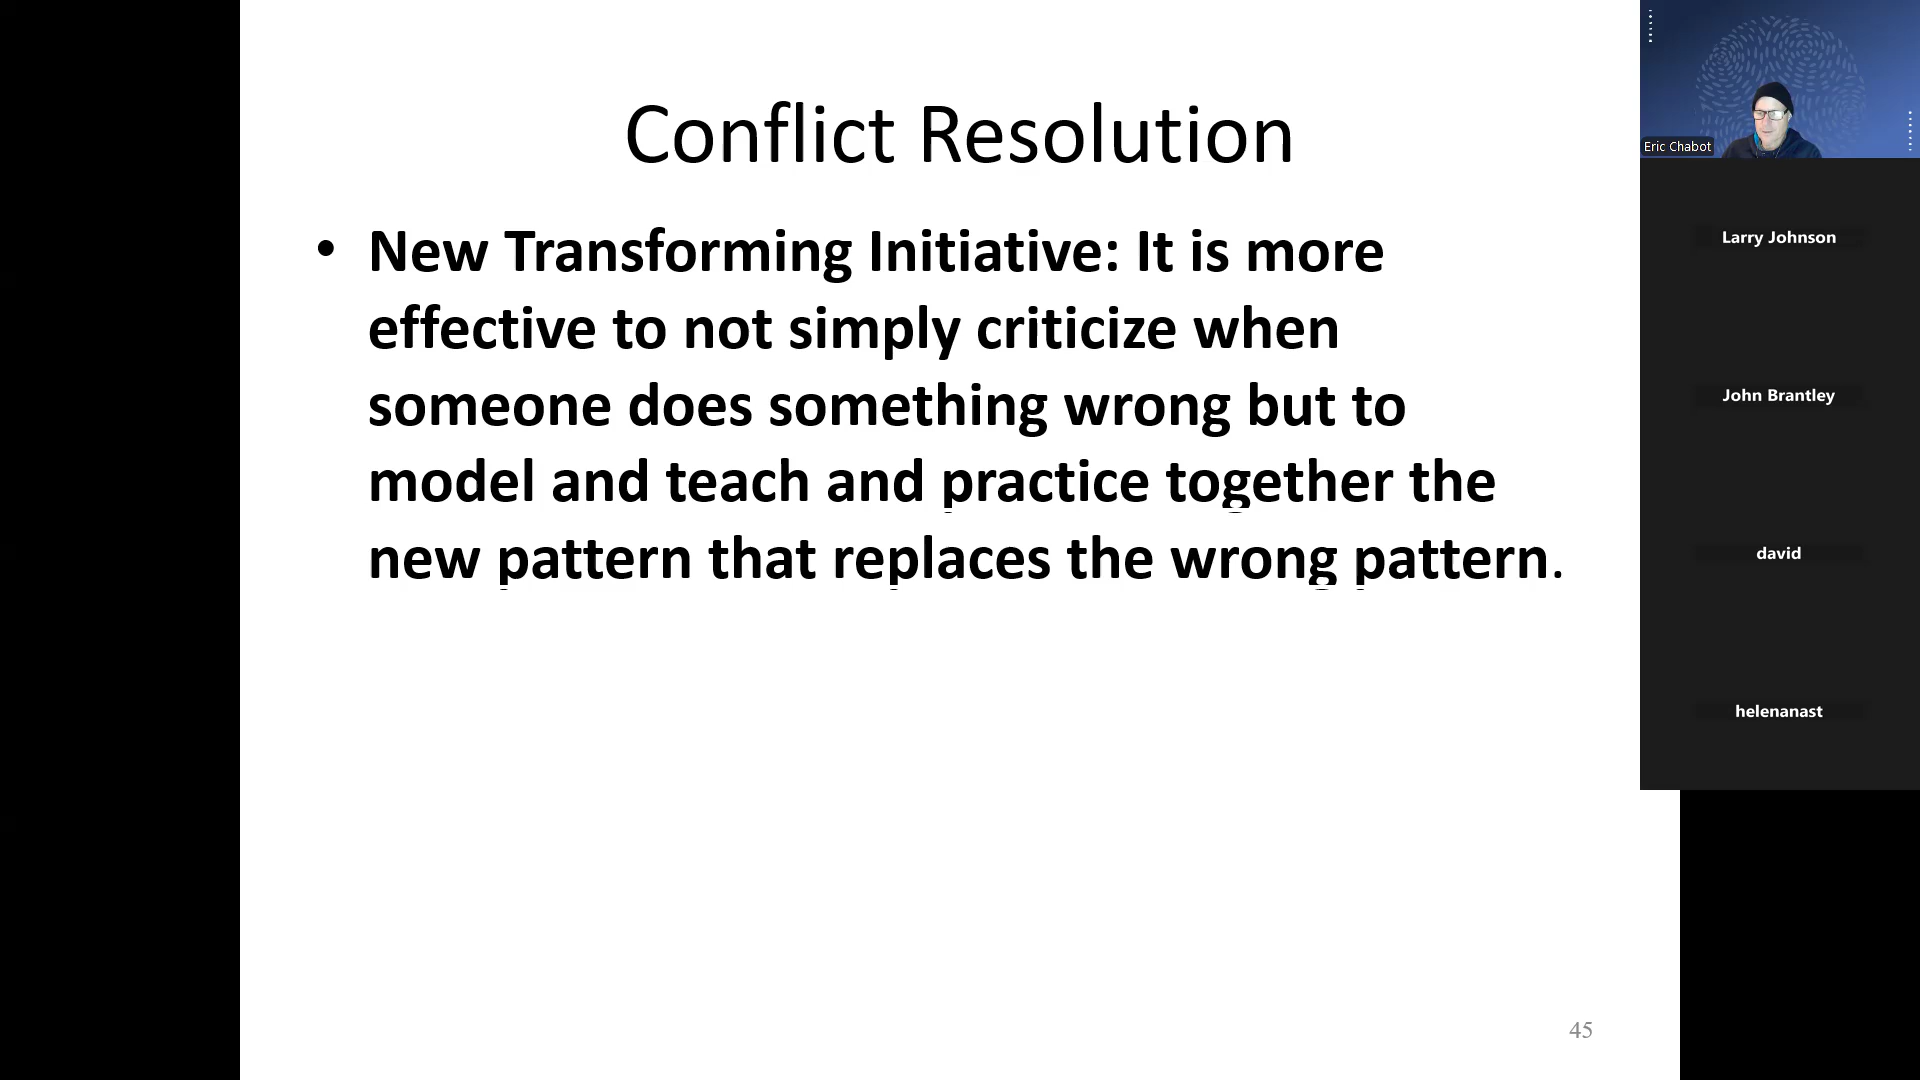 Conflict Resolution
• New Transforming Initiative: It is more
effective to not simply criticize when
someone does something wrong but to
model and teach and practice together the
new pattern that replaces the wrong pattern.
45
Eric Chabot
Larry Johnson
John Brantley
david
helenanast